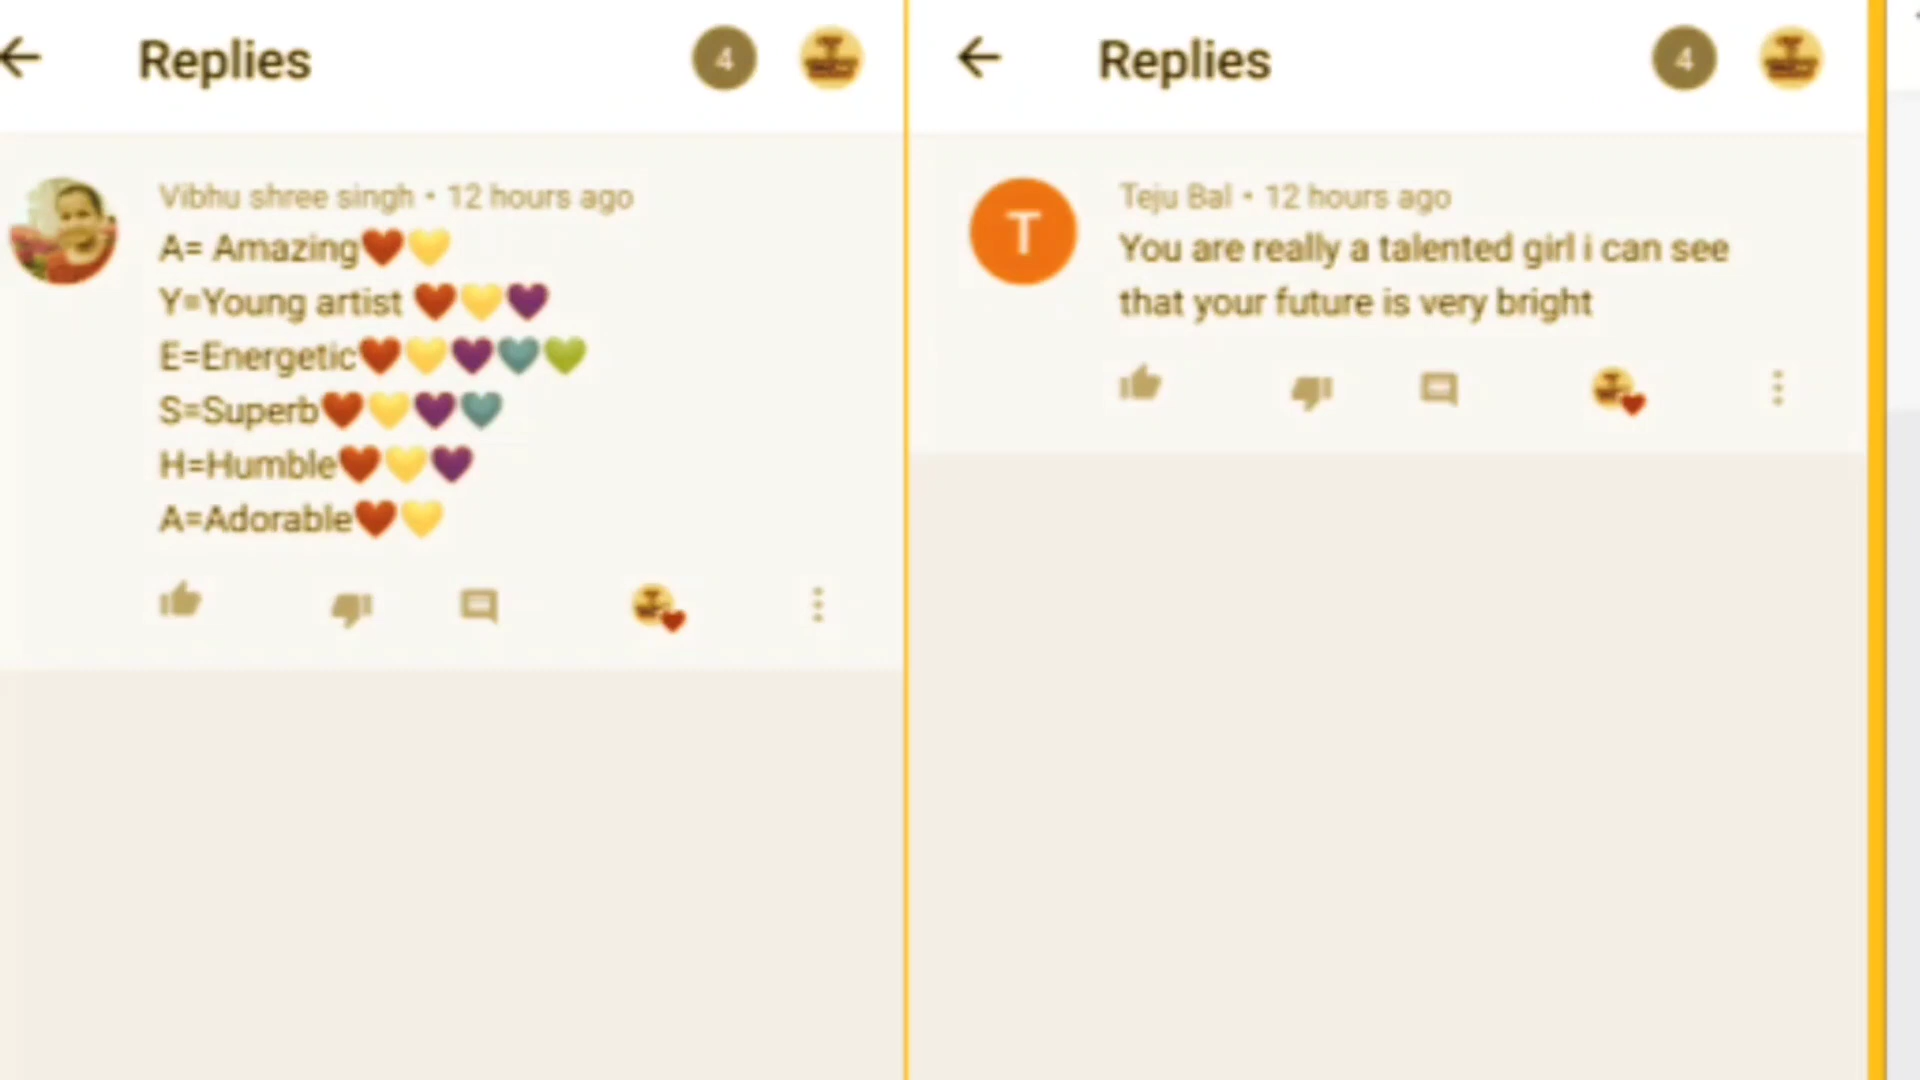 Replies
4
Vibhu shree singh • 12 hours ago
A= Amazing❤️💛
Y=Young artist ❤️💛💜
E=Energetic❤️💛💜💙💚
S=Superb❤️💛💜💙
H=Humble❤️💛💜
A=Adorable❤️💛
Replies
4
T
Teju Bal • 12 hours ago
You are really a talented girl i can see
that your future is very bright